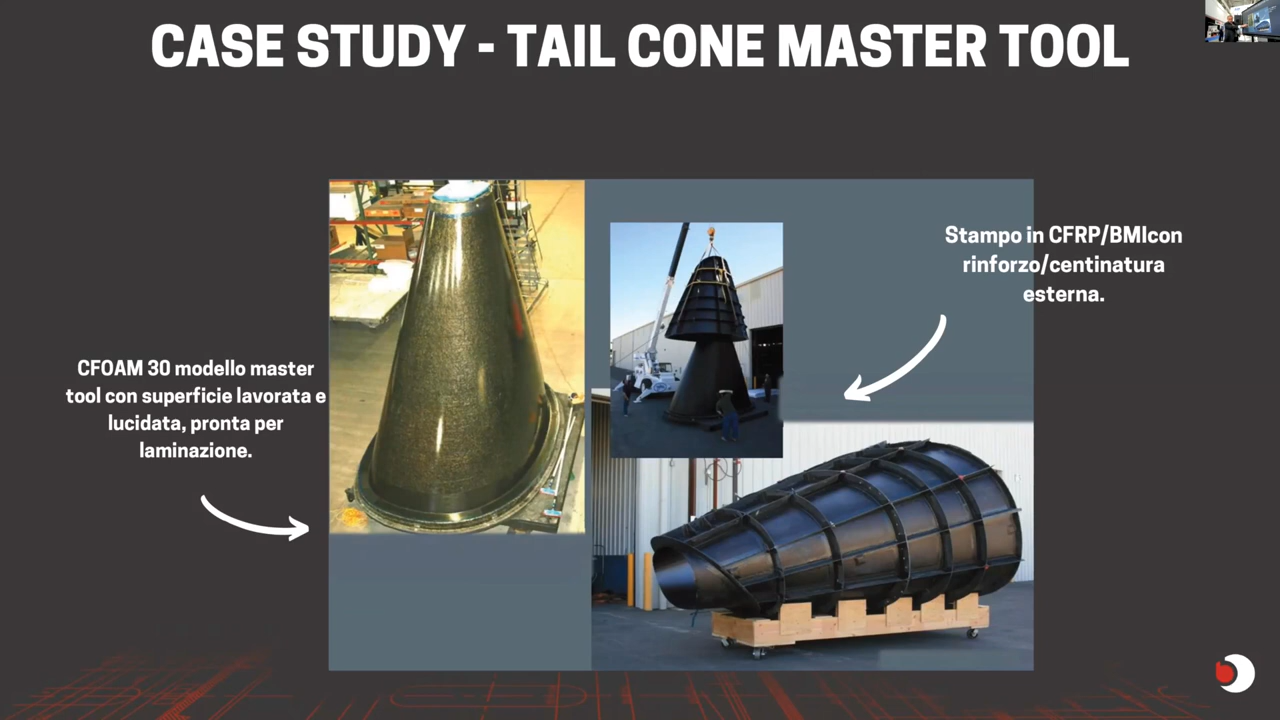 CASE STUDY - TAIL CONE MASTER TOOL
Stampo in CFRP/BMIcon
rinforzo/centinatura
esterna.
CFOAM 30 modello master
tool con superficie lavorata e
lucidata, pronta per
laminazione.